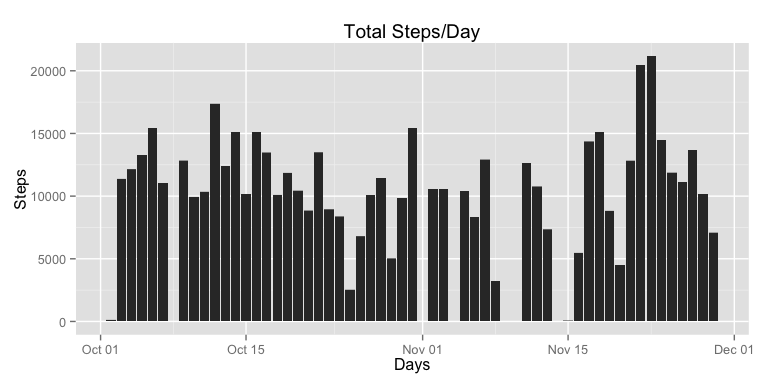 Total Steps/Day
Steps
20000
15000
10000
5000
0
Oct 01 Oct 15 Nov 01 Nov 15 Dec 01
Days